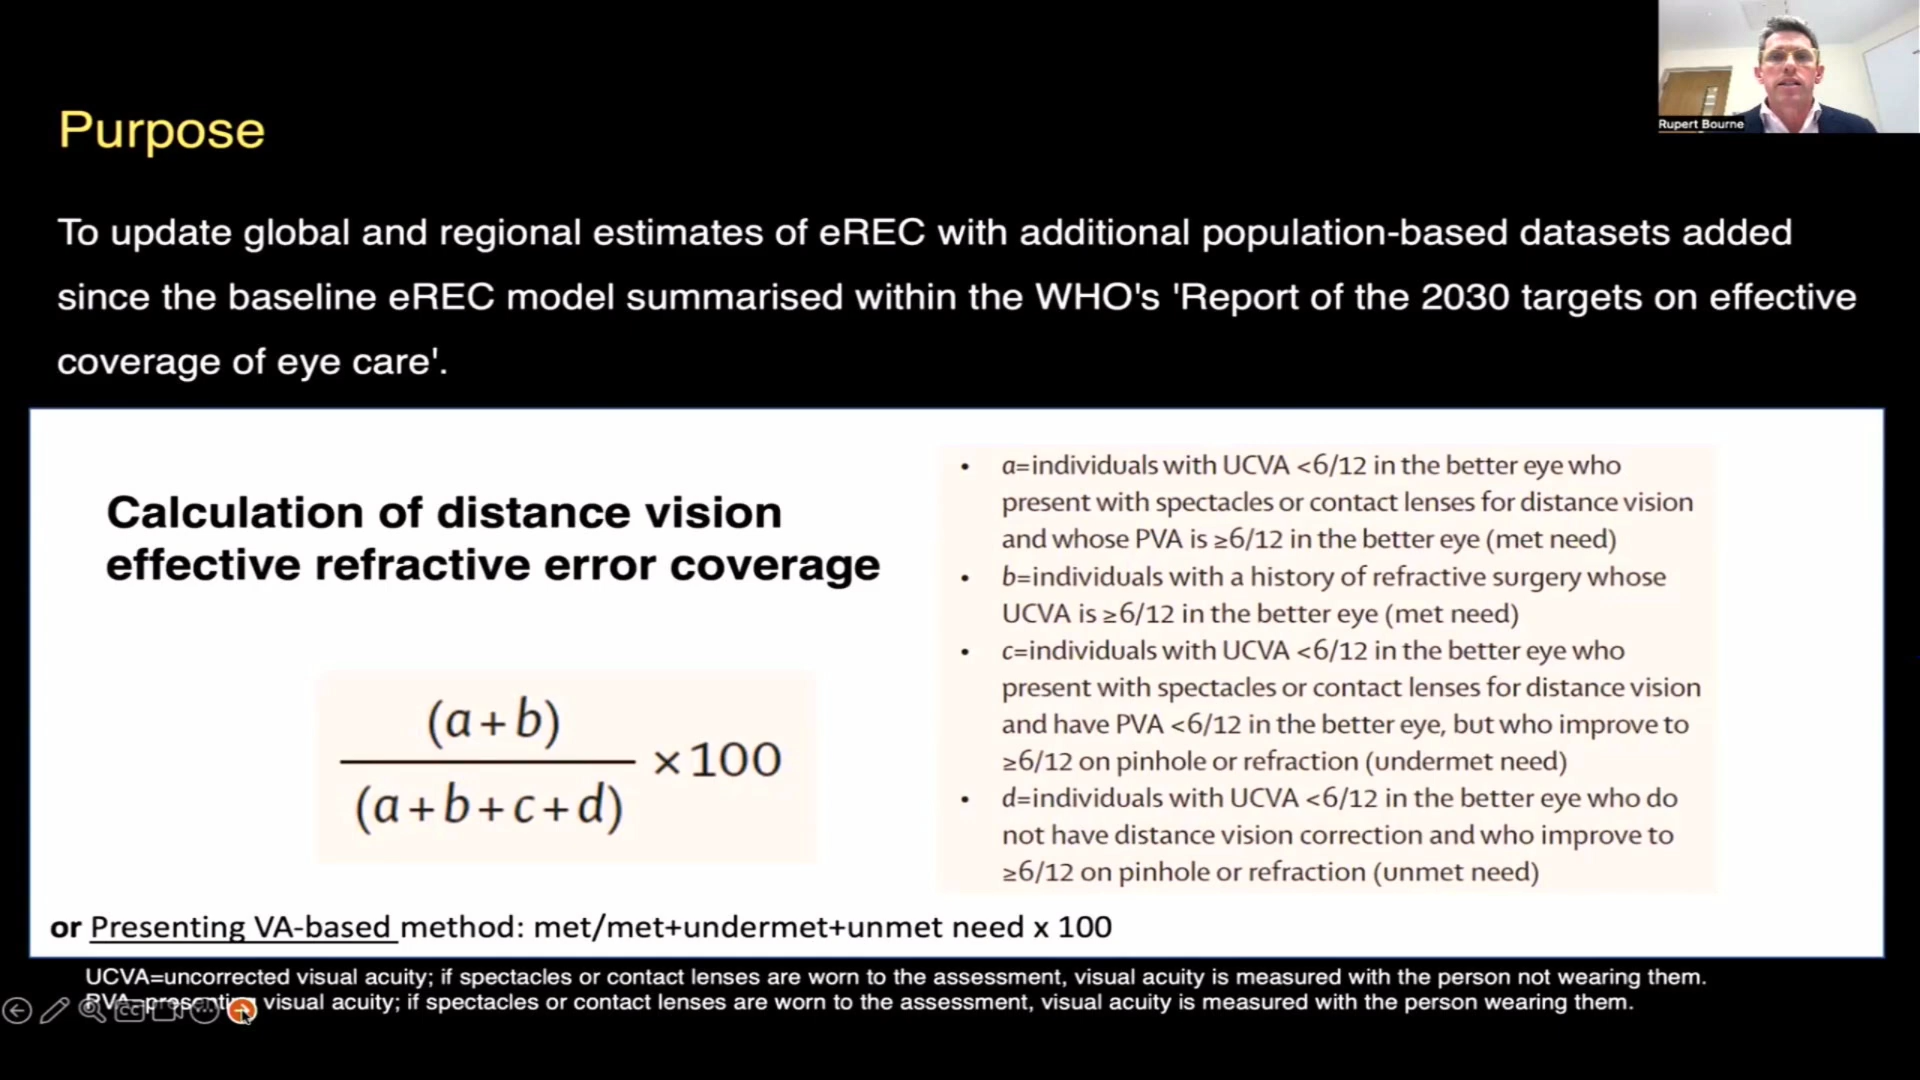 Rupert Bourne
Purpose
To update global and regional estimates of eREC with additional population-based datasets added
since the baseline eREC model summarised within the WHO's 'Report of the 2030 targets on effective
coverage of eye care'.
Calculation of distance vision
effective refractive error coverage
(a+b)
(a+b+c+d)
×100
• a=individuals with UCVA <6/12 in the better eye who
present with spectacles or contact lenses for distance vision
and whose PVA is ≥6/12 in the better eye (met need)
• b=individuals with a history of refractive surgery whose
UCVA is ≥6/12 in the better eye (met need)
• c=individuals with UCVA <6/12 in the better eye who
present with spectacles or contact lenses for distance vision
and have PVA <6/12 in the better eye, but who improve to
≥6/12 on pinhole or refraction (undermet need)
• d=individuals with UCVA <6/12 in the better eye who do
not have distance vision correction and who improve to
≥6/12 on pinhole or refraction (unmet need)
or Presenting VA-based method: met/met+undermet+unmet need x 100
UCVA=uncorrected visual acuity; if spectacles or contact lenses are worn to the assessment, visual acuity is measured with the person not wearing them.
PVA=presenting visual acuity; if spectacles or contact lenses are worn to the assessment, visual acuity is measured with the person wearing them.
CC